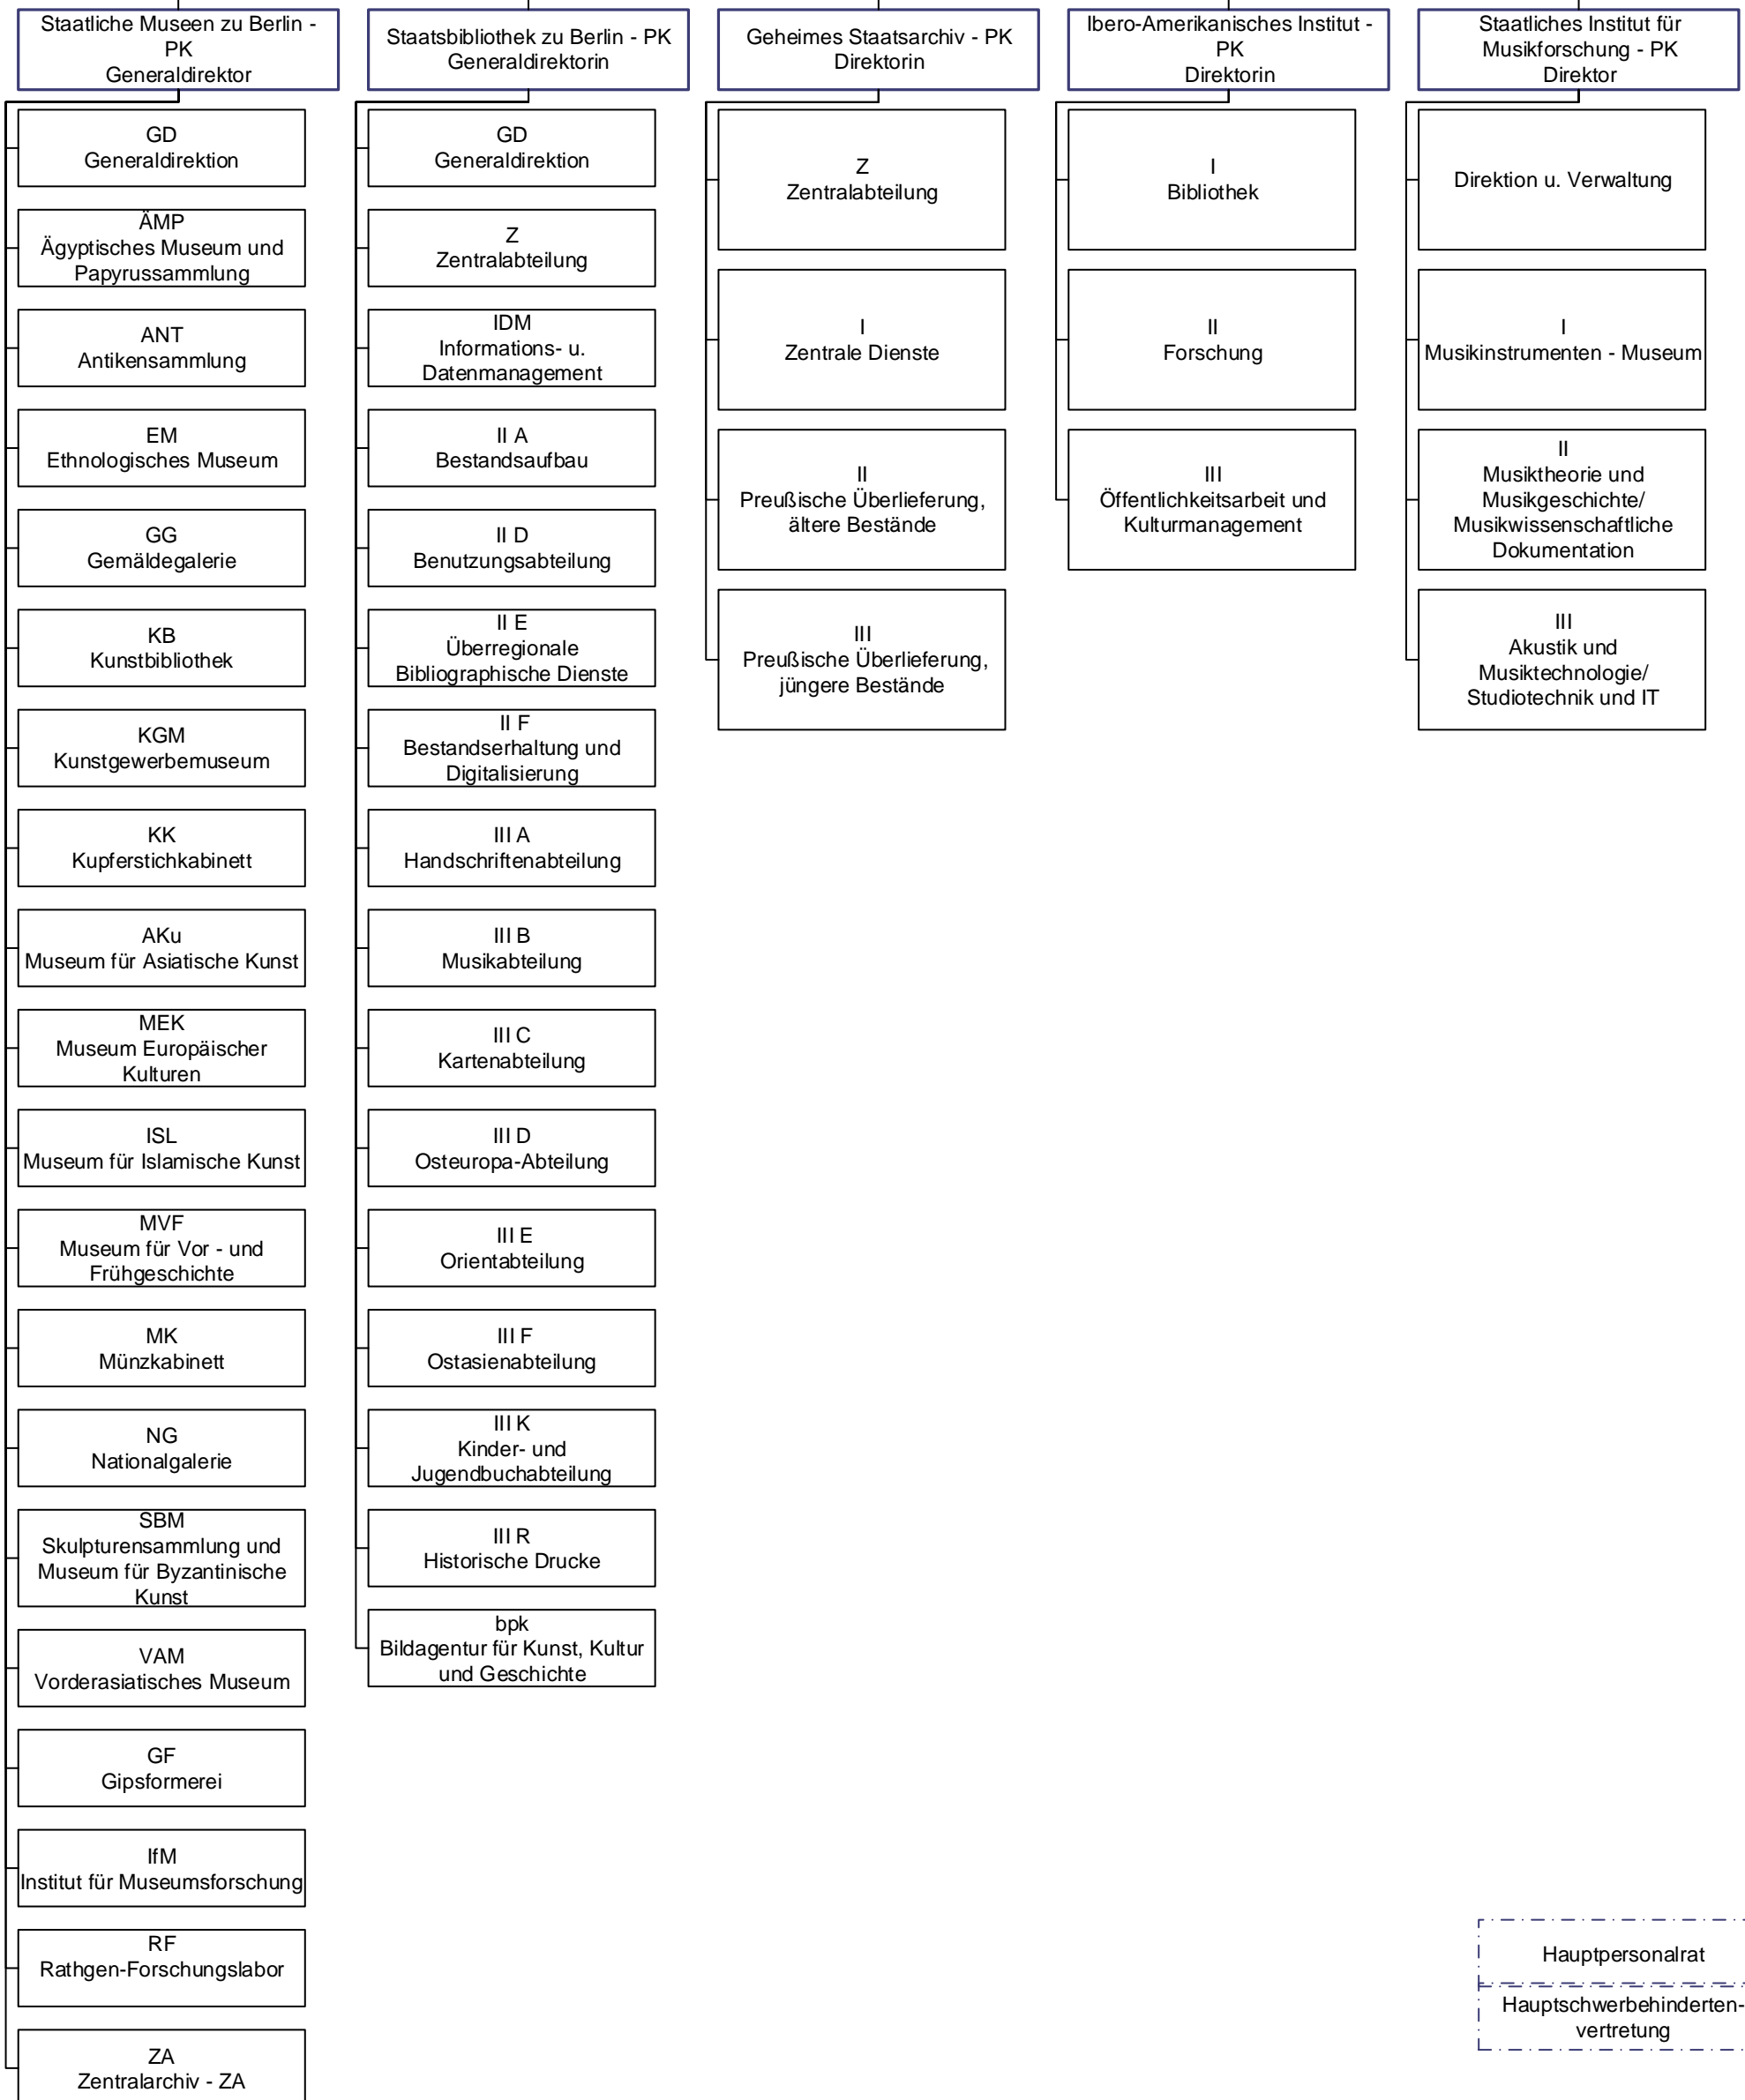 Staatliche Museen zu Berlin -
PK
Generaldirektor
GD
Generaldirektion
ÄMP
Ägyptisches Museum und
Papyrussammlung
ANT
Antikensammlung
EM
Ethnologisches Museum
GG
Gemäldegalerie
KB
Kunstbibliothek
KGM
Kunstgewerbemuseum
KK
Kupferstichkabinett
AKu
Museum für Asiatische Kunst
MEK
Museum Europäischer
Kulturen
ISL
Museum für Islamische Kunst
MVF
Museum für Vor - und
Frühgeschichte
MK
Münzkabinett
NG
Nationalgalerie
SBM
Skulpturensammlung und
Museum für Byzantinische
Kunst
VAM
Vorderasiatisches Museum
GF
Gipsformerei
IfM
Institut für Museumsforschung
RF
Rathgen-Forschungslabor
ZA
Zentralarchiv - ZA
Staatsbibliothek zu Berlin - PK
Generaldirektorin
GD
Generaldirektion
Z
Zentralabteilung
IDM
Informations- u.
Datenmanagement
II A
Bestandsaufbau
II D
Benutzungsabteilung
II E
Überregionale
Bibliographische Dienste
II F
Bestandserhaltung und
Digitalisierung
III A
Handschriftenabteilung
III B
Musikabteilung
III C
Kartenabteilung
III D
Osteuropa-Abteilung
III E
Orientabteilung
III F
Ostasienabteilung
III K
Kinder- und
Jugendbuchabteilung
III R
Historische Drucke
bpk
Bildagentur für Kunst, Kultur
und Geschichte
Geheimes Staatsarchiv - PK
Direktorin
Z
Zentralabteilung
I
Zentrale Dienste
II
Preußische Überlieferung,
ältere Bestände
III
Preußische Überlieferung,
jüngere Bestände
Ibero-Amerikanisches Institut -
PK
Direktorin
I
Bibliothek
II
Forschung
III
Öffentlichkeitsarbeit und
Kulturmanagement
Staatliches Institut für
Musikforschung - PK
Direktor
Direktion u. Verwaltung
I
Musikinstrumenten - Museum
II
Musiktheorie und
Musikgeschichte/
Musikwissenschaftliche
Dokumentation
III
Akustik und
Musiktechnologie/
Studiotechnik und IT
Hauptpersonalrat
Hauptschwerbehinderten-
vertretung